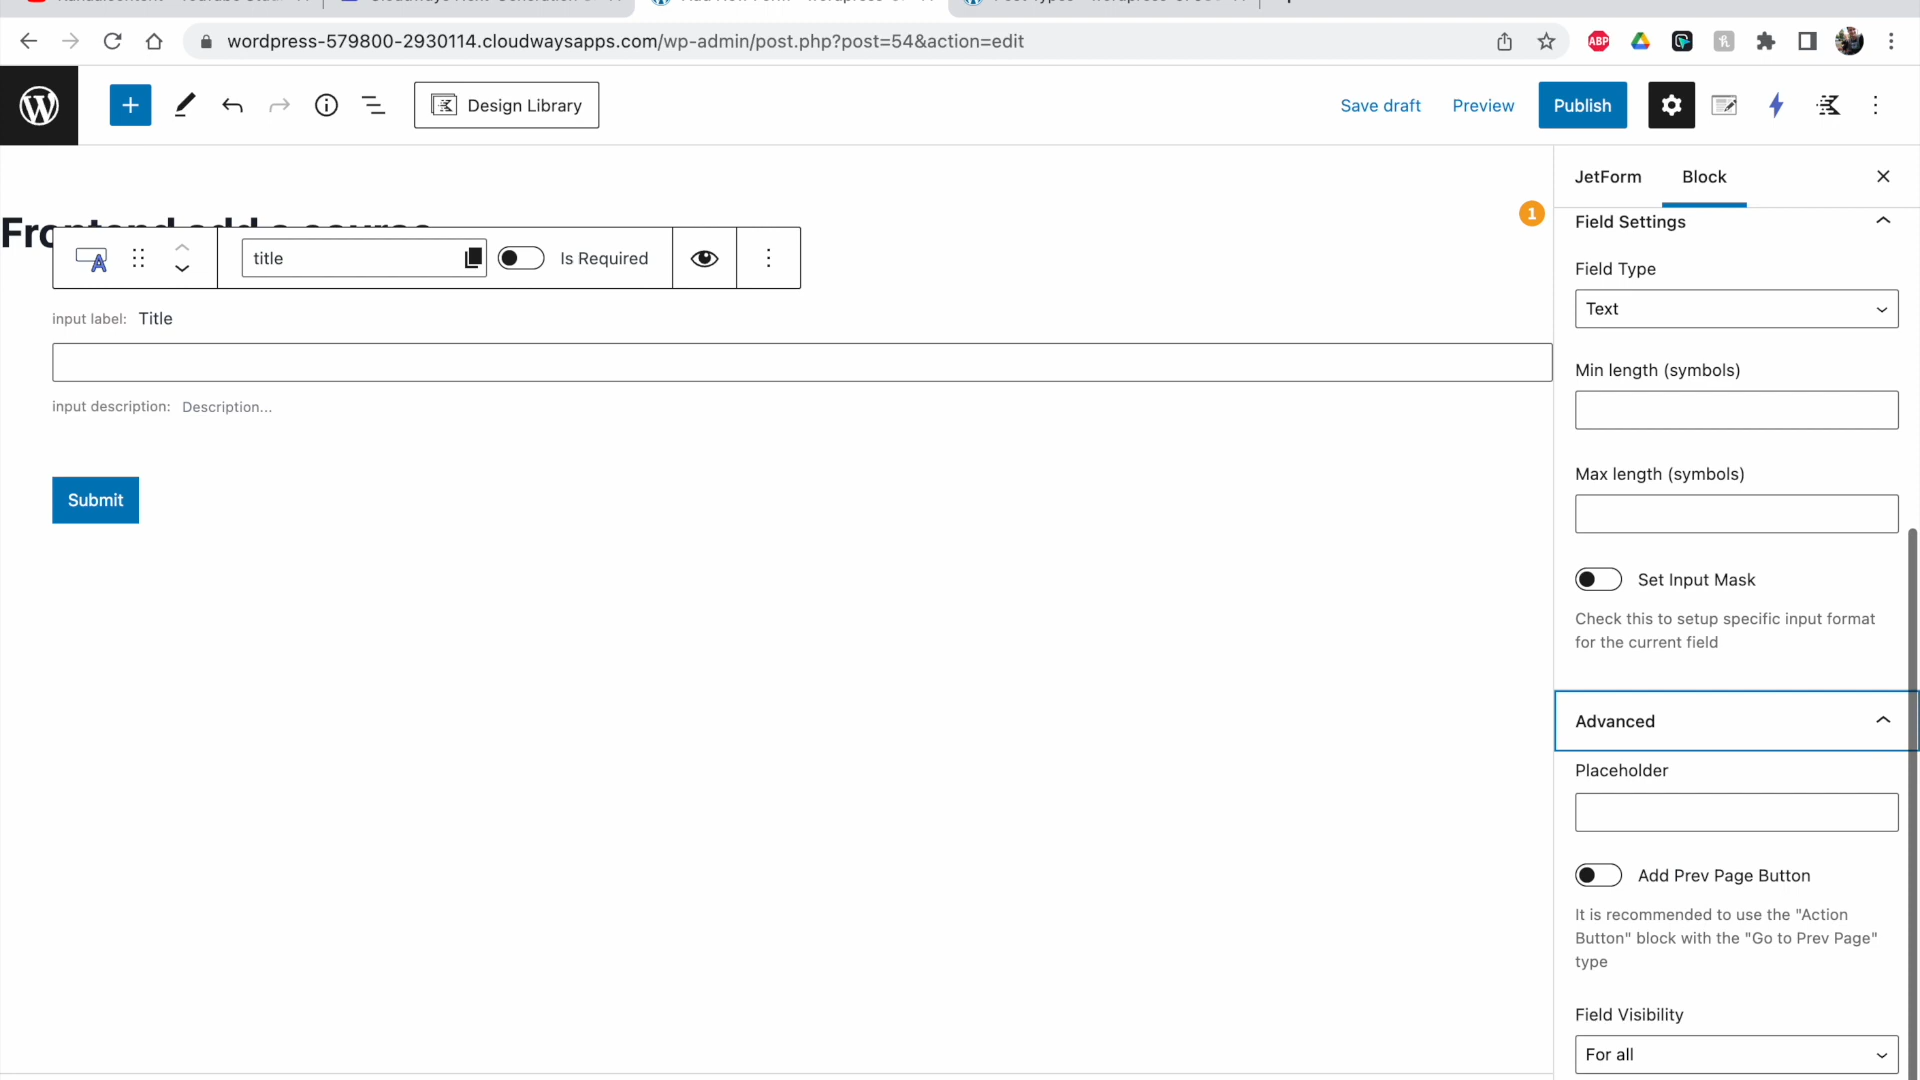 wordpress-579800-2930114.cloudwaysapps.com/wp-admin/post.php?post=54&action=edit
ABP
Design Library
Save draft
Preview
Publish
JetForm
Block
Frontend add a course
1
title
Is Required
Field Settings
Field Type
Text
input label: Title
Min length (symbols)
input description: Description...
Max length (symbols)
Submit
Set Input Mask
Check this to setup specific input format
for the current field
Advanced
Placeholder
Add Prev Page Button
It is recommended to use the "Action
Button" block with the "Go to Prev Page"
type
Field Visibility
For all